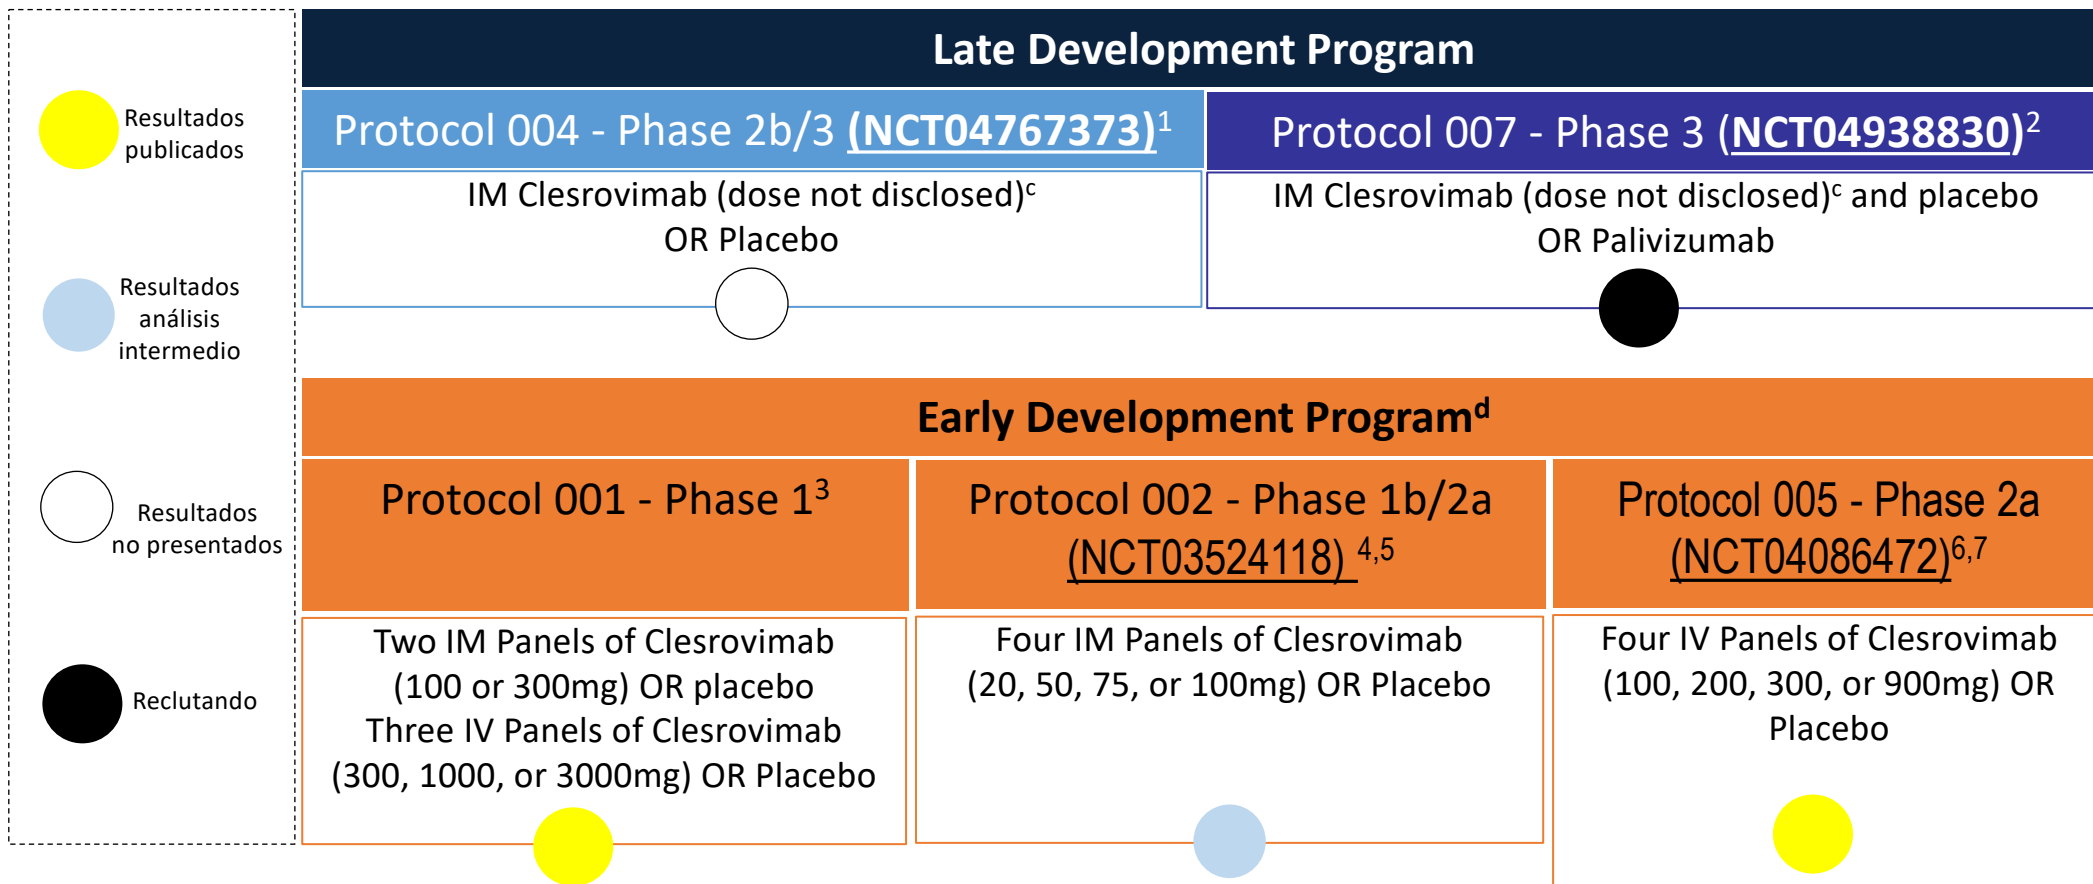 Resultados
publicados
Resultados
análisis
intermedio
Resultados
no presentados
Reclutando
Late Development Program
Protocol 004 - Phase 2b/3 (NCT04767373)1
IM Clesrovimab (dose not disclosed)c
OR Placebo
Protocol 007 - Phase 3 (NCT04938830)2
IM Clesrovimab (dose not disclosed)c and placebo
OR Palivizumab
Early Development Programd
Protocol 001 - Phase 13
Two IM Panels of Clesrovimab
(100 or 300mg) OR placebo
Three IV Panels of Clesrovimab
(300, 1000, or 3000mg) OR Placebo
Protocol 002 - Phase 1b/2a
(NCT03524118) 4,5
Four IM Panels of Clesrovimab
(20, 50, 75, or 100mg) OR Placebo
Protocol 005 - Phase 2a
(NCT04086472)6,7
Four IV Panels of Clesrovimab
(100, 200, 300, or 900mg) OR
Placebo